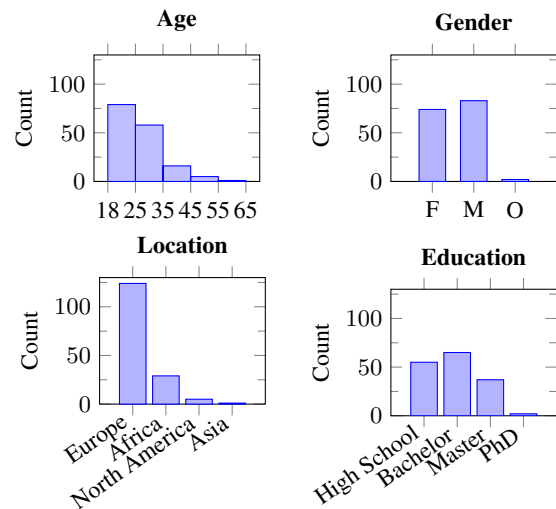 Age
Count
100
50
0
18 25 35 45 55 65
Gender
Count
100
50
0
F M O
Location
Count
100
50
0
Europe
Africa
North America
Asia
Education
Count
100
50
0
High School
Bachelor
Master
PhD